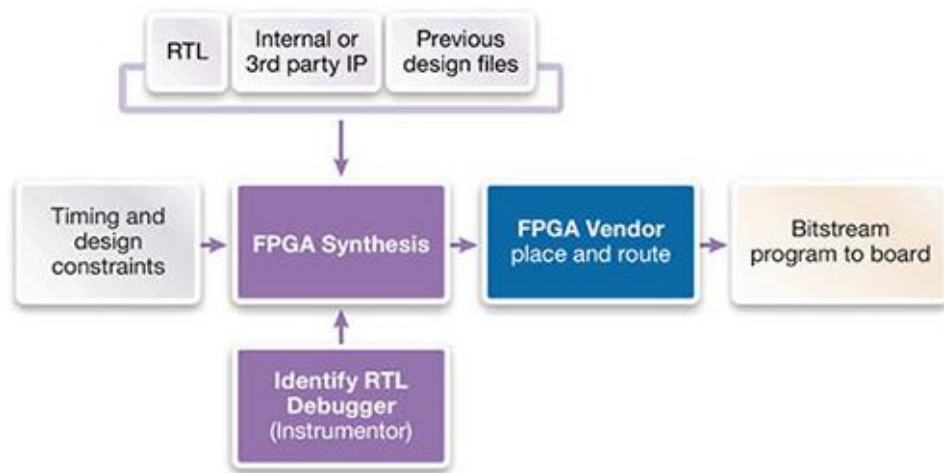 RTL
Internal or
3rd party IP
Previous
design files
Timing and
design
constraints
FPGA Synthesis
FPGA Vendor
place and route
Bitstream
program to board
Identify RTL
Debugger
(Instrumentor)